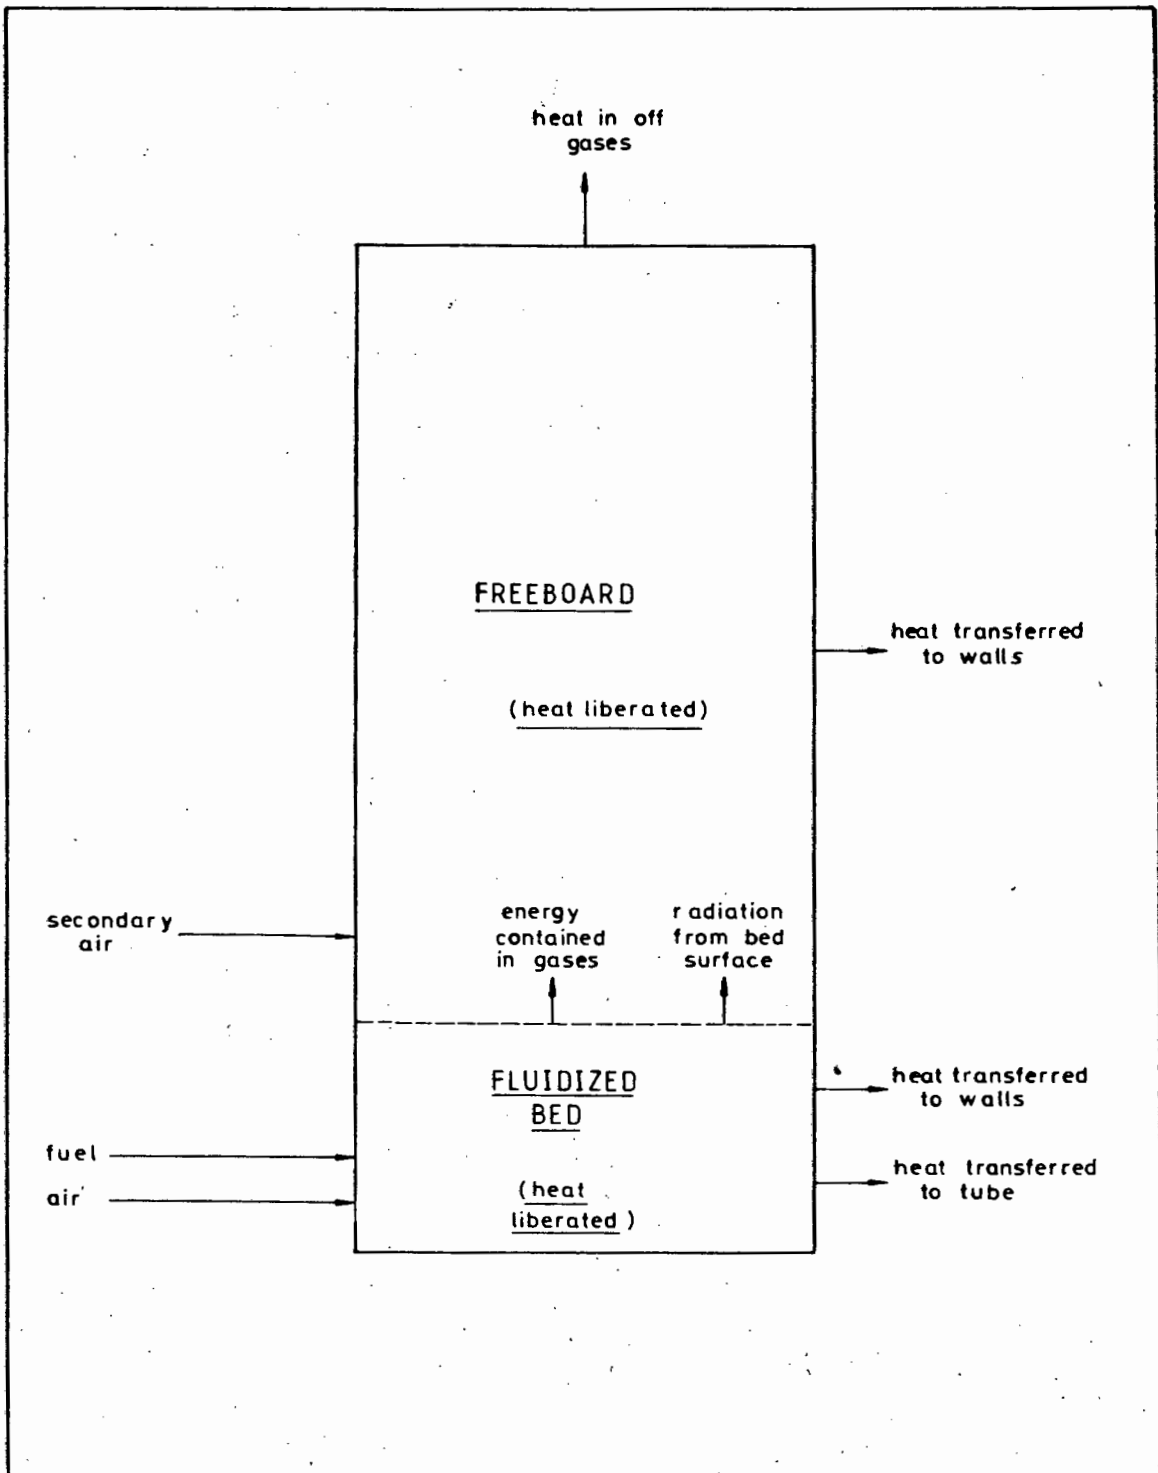 heat in off
gases
FREEBOARD
heat transferred
to walls
(heat liberated)
secondary
air
energy
contained
in gases
radiation
from bed
surface
FLUIDIZED
BED
heat transferred
to walls
fuel
air
heat transferred
to tube
(heat
liberated)